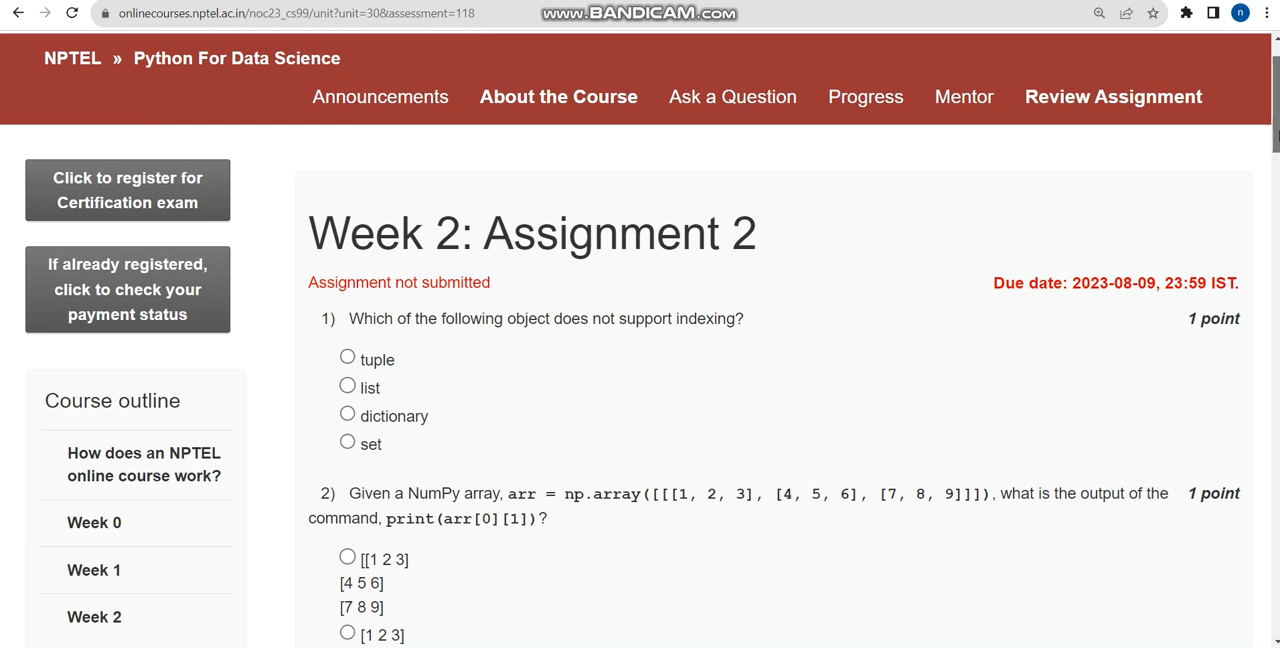 onlinecourses.nptel.ac.in/noc23_cs99/unit?unit=30&assessment=118
www.BANDICAM.com
n
NPTEL » Python For Data Science
Announcements About the Course Ask a Question Progress Mentor Review Assignment
Click to register for
Certification exam
If already registered,
click to check your
payment status
Course outline
How does an NPTEL
online course work?
Week 0
Week 1
Week 2
Week 2: Assignment 2
Assignment not submitted Due date: 2023-08-09, 23:59 IST.
1) Which of the following object does not support indexing? 1 point
tuple
list
dictionary
set
2) Given a NumPy array, arr = np.array([[[1, 2, 3], [4, 5, 6], [7, 8, 9]]]), what is the output of the 1 point
command, print(arr[0][1])?
[[1 2 3]
[4 5 6]
[7 8 9]
[1 2 3]